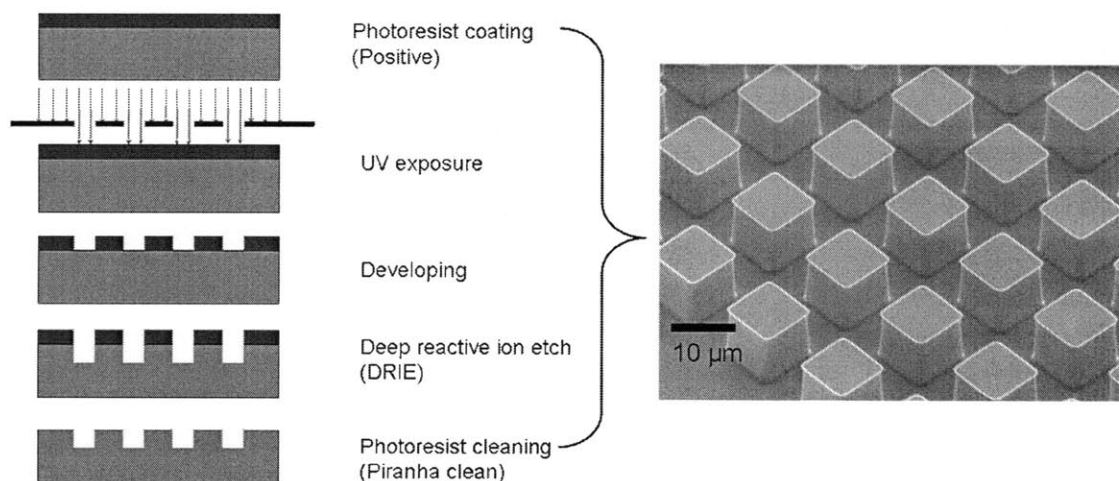 Photoresist coating
(Positive)
UV exposure
Developing
Deep reactive ion etch
(DRIE)
Photoresist cleaning
(Piranha clean)
10 µm